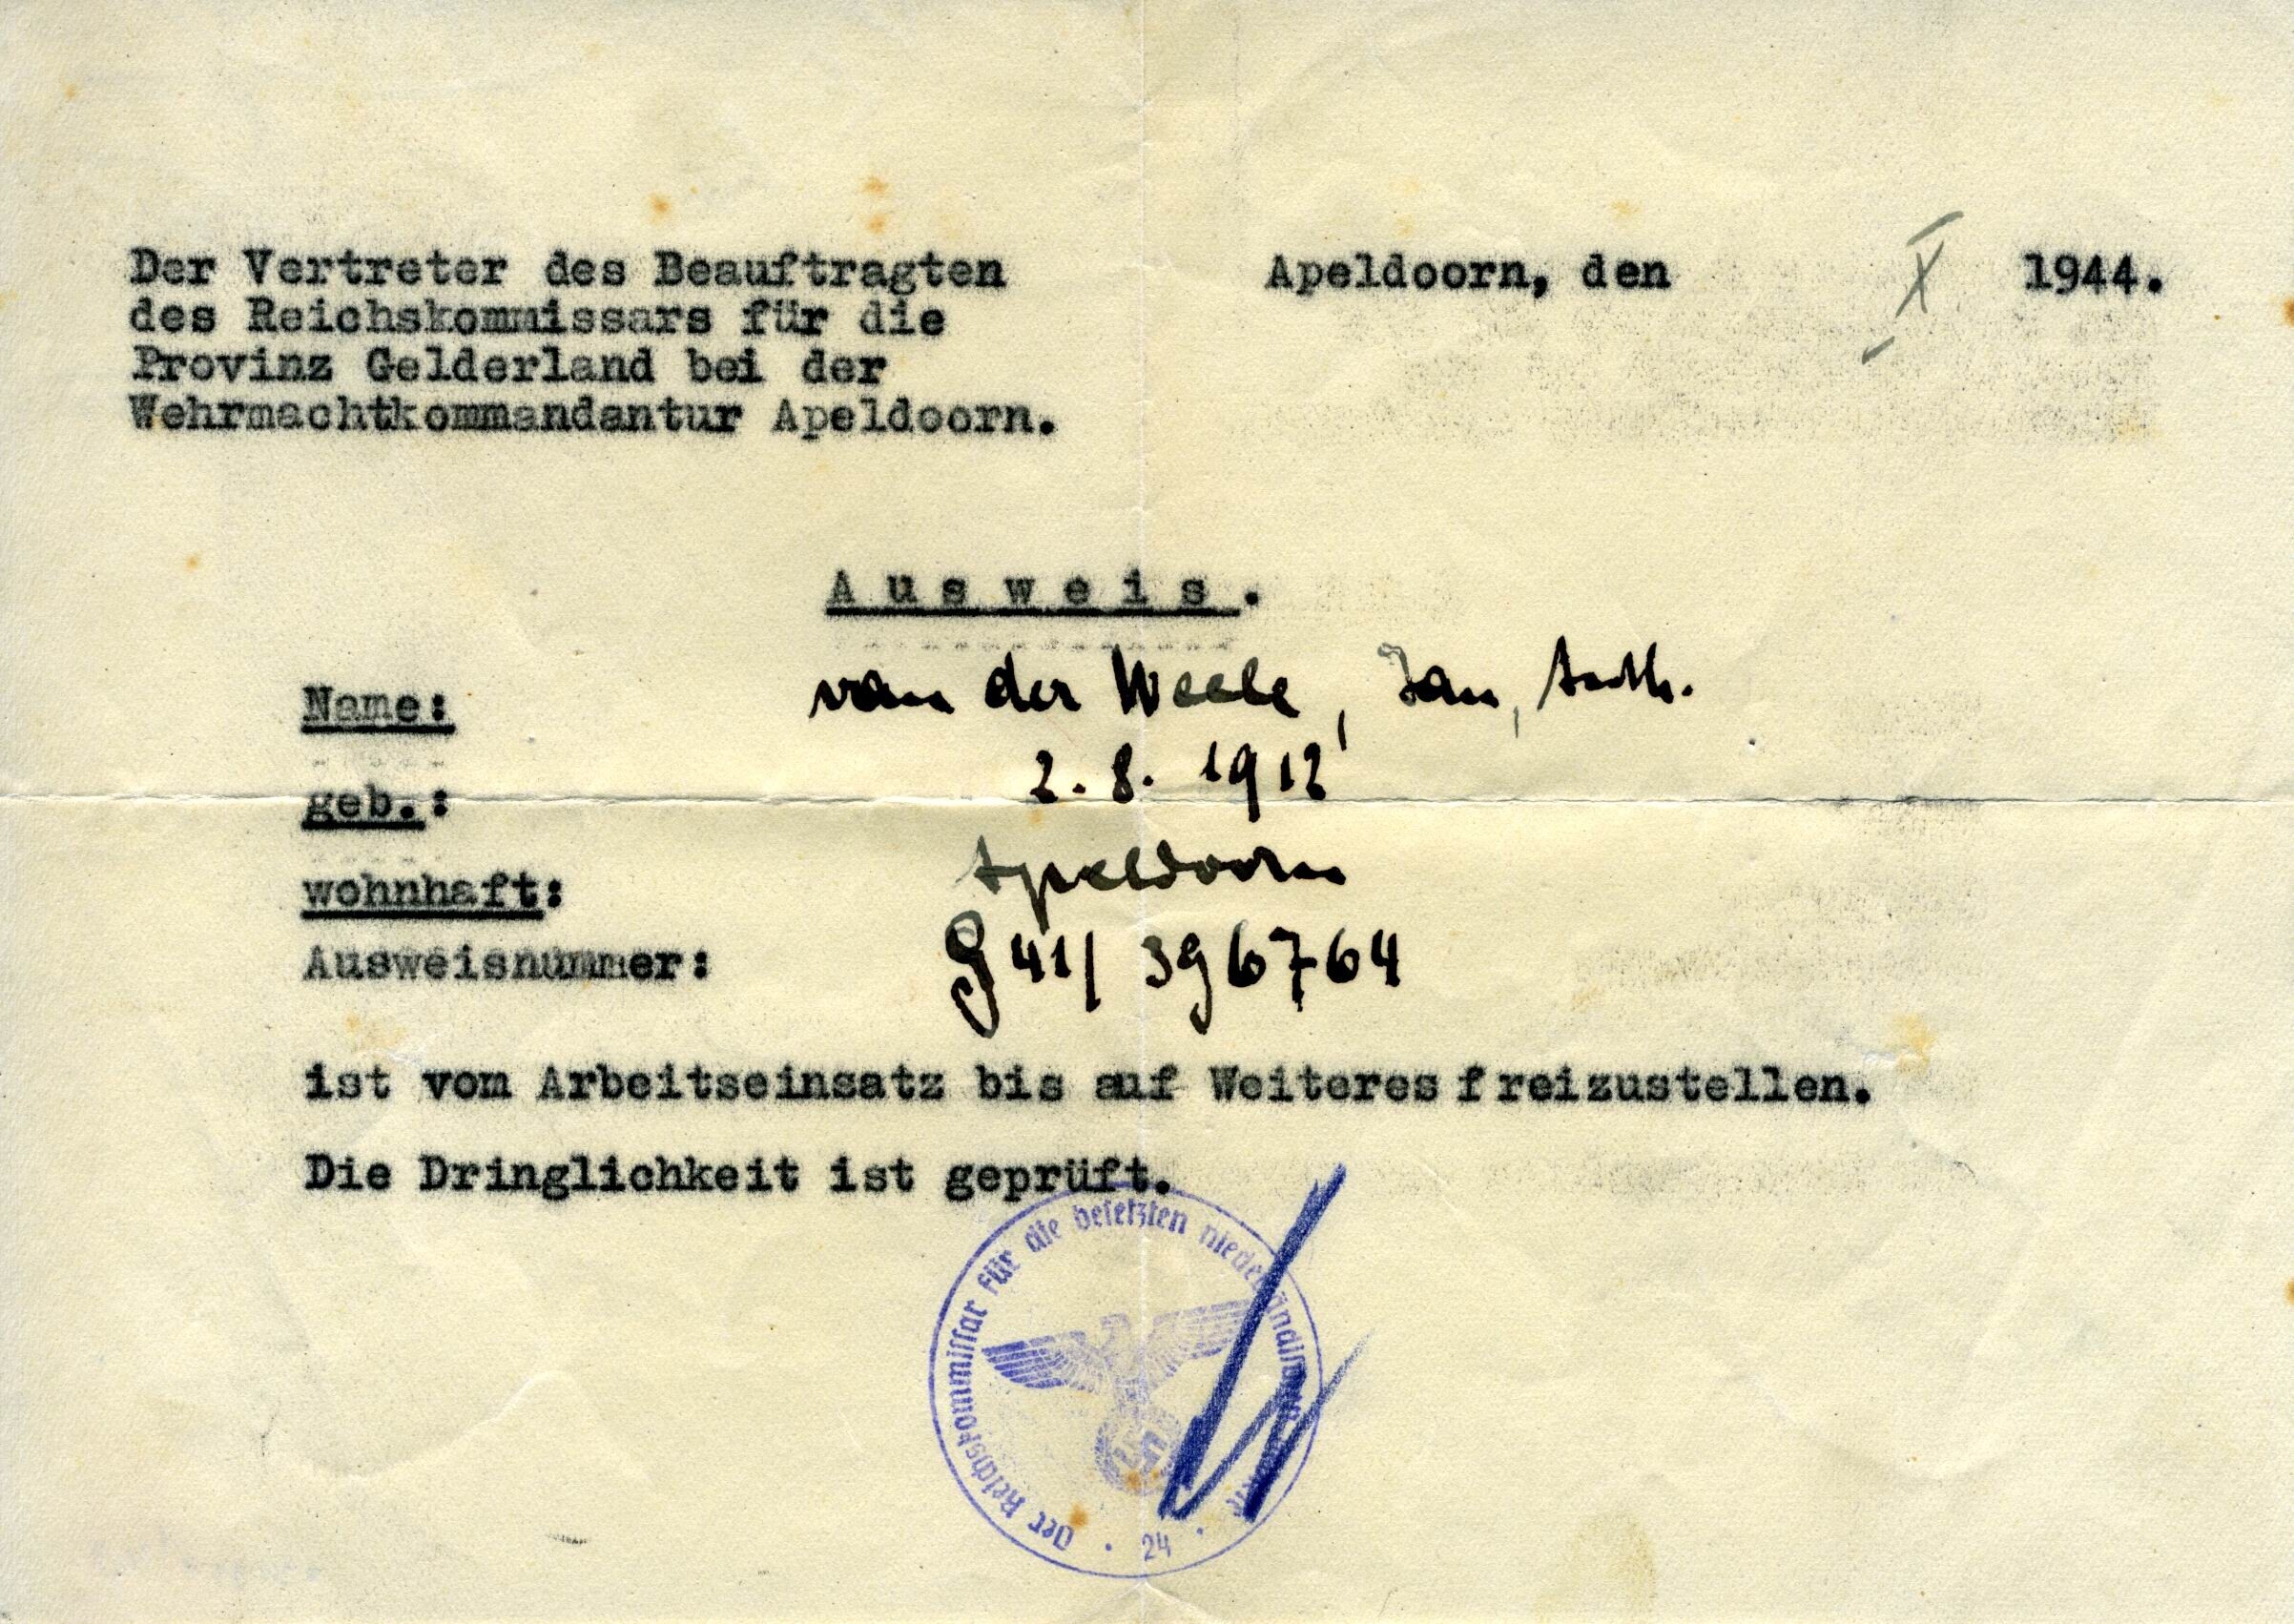 Der Vertreter des Beauftragten
des Reichskommissars für die
Provinz Gelderland bei der
Wehrmachtkommandantur Apeldoorn.
Apeldoorn, den X 1944.
Ausweis.
Name: van der Weele, Jan, Anth.
geb.: 2.8.1912
wohnhaft: Apeldoorn
Ausweisnummer: G 41/ 396764
ist vom Arbeitseinsatz bis auf Weiteres freizustellen.
Die Dringlichkeit ist geprüft.
Der Reichskommissar für die besetzten niederländischen
24